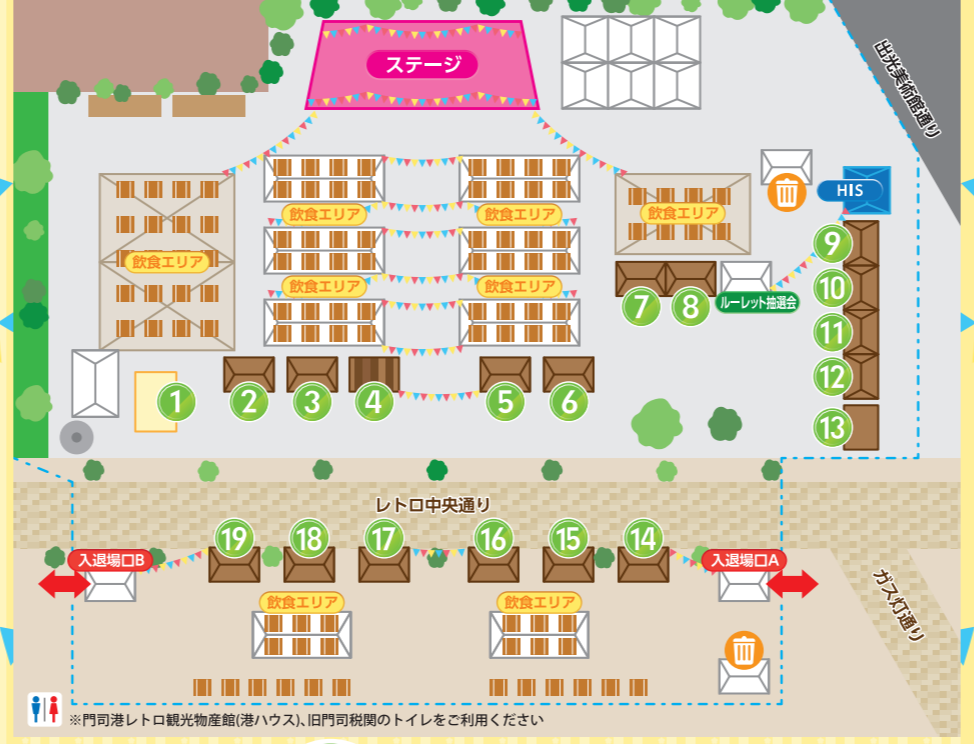 ステージ
出光美術館通り
HIS
飲食エリア
飲食エリア
飲食エリア
飲食エリア
飲食エリア
飲食エリア
ルーレット抽選会
1
2
3
4
5
6
7
8
9
10
11
12
13
レトロ中央通り
19
18
17
16
15
14
入退場口B
入退場口A
飲食エリア
飲食エリア
ガス灯通り
※門司港レトロ観光物産館(港ハウス)、旧門司税関のトイレをご利用ください